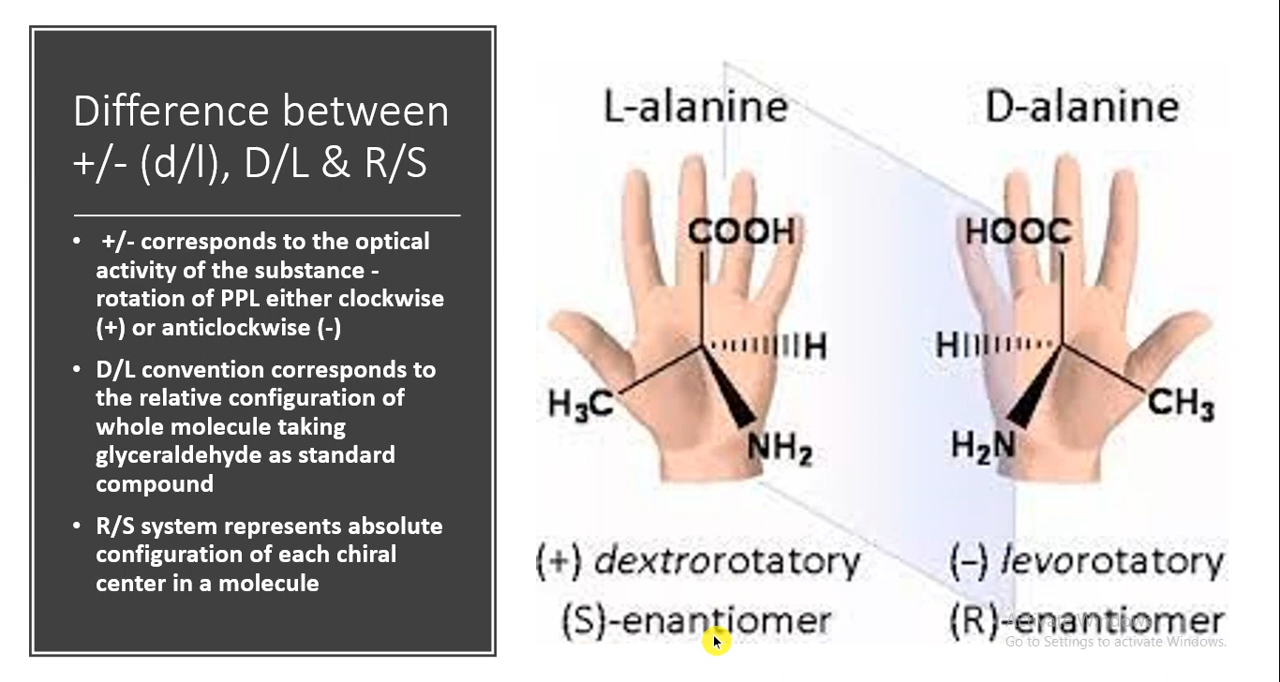 Difference between
+/- (d/l), D/L & R/S
• +/- corresponds to the optical
activity of the substance -
rotation of PPL either clockwise
(+) or anticlockwise (-)
• D/L convention corresponds to
the relative configuration of
whole molecule taking
glyceraldehyde as standard
compound
• R/S system represents absolute
configuration of each chiral
center in a molecule
L-alanine
D-alanine
COOH
HOOC
H
H
H₃C
CH₃
NH₂
H₂N
(+) dextrorotatory
(–) levorotatory
(S)-enantiomer
(R)-enantiomer
Activate Windows
Go to Settings to activate Windows.